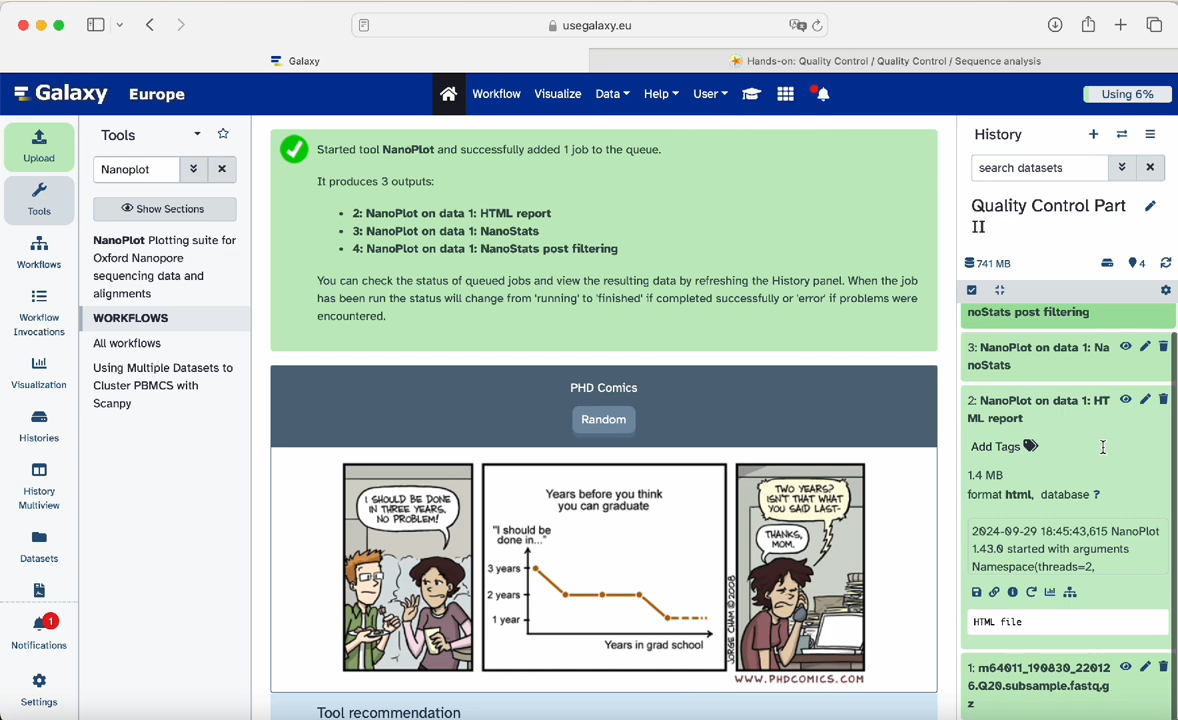 usegalaxy.eu
Galaxy
Hands-on: Quality Control / Quality Control / Sequence analysis
Galaxy Europe
Workflow Visualize Data Help User
Using 6%
Upload
Tools
Workflows
Workflow
Invocations
Visualization
Histories
History
Multiview
Datasets
1
Notifications
Settings
Tools
Nanoplot
Show Sections
NanoPlot Plotting suite for
Oxford Nanopore
sequencing data and
alignments
WORKFLOWS
All workflows
Using Multiple Datasets to
Cluster PBMCS with
Scanpy
Started tool NanoPlot and successfully added 1 job to the queue.
It produces 3 outputs:
• 2: NanoPlot on data 1: HTML report
• 3: NanoPlot on data 1: NanoStats
• 4: NanoPlot on data 1: NanoStats post filtering
You can check the status of queued jobs and view the resulting data by refreshing the History panel. When the job
has been run the status will change from 'running' to 'finished' if completed successfully or 'error' if problems were
encountered.
PHD Comics
Random
I SHOULD BE DONE
IN THREE YEARS.
NO PROBLEM!
Years before you think
you can graduate
"I should be
done in..."
3 years
2 years
1 year
Years in grad school
JORGE CHAM © 2008
TWO YEARS?
ISN'T THAT WHAT
YOU SAID LAST-
THANKS,
MOM.
WWW.PHDCOMICS.COM
Tool recommendation
History
search datasets
Quality Control Part
II
741 MB
4
noStats post filtering
3: NanoPlot on data 1: Na
noStats
2: NanoPlot on data 1: HT
ML report
Add Tags
1.4 MB
format html, database ?
2024-09-29 18:45:43,615 NanoPlot
1.43.0 started with arguments
Namespace(threads=2,
HTML file
1: m64011_190830_22012
6.Q20.subsample.fastq.g
z